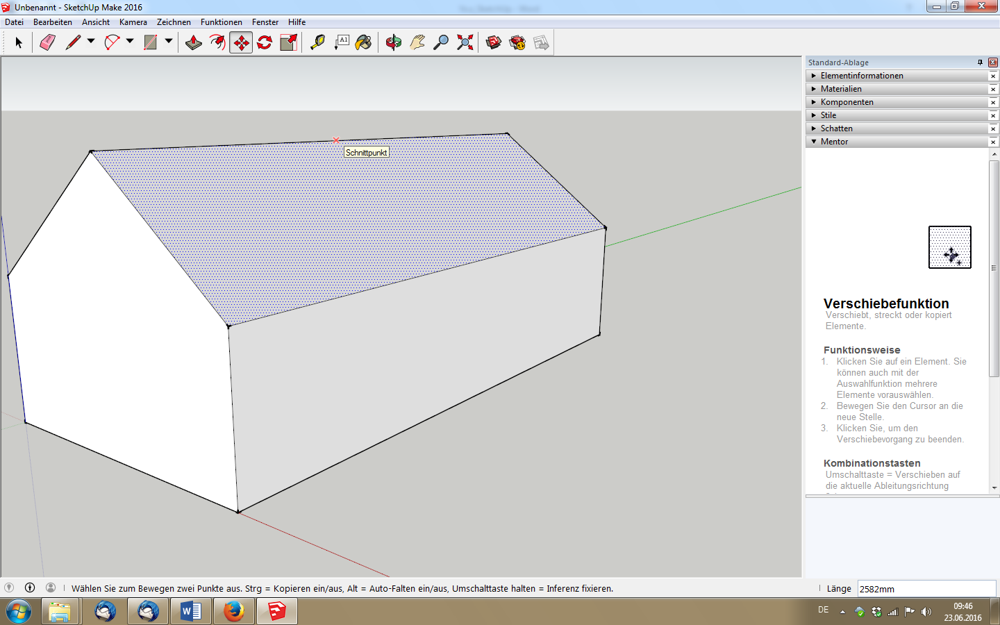 Unbenannt - SketchUp Make 2016
Datei Bearbeiten Ansicht Kamera Zeichnen Funktionen Fenster Hilfe
A1
Standard-Ablage
Elementinformationen
Materialien
Komponenten
Stile
Schatten
Mentor
Schnittpunkt
Verschiebefunktion
Verschiebt, streckt oder kopiert
Elemente.
Funktionsweise
1. Klicken Sie auf ein Element. Sie
können auch mit der
Auswahlfunktion mehrere
Elemente vorauswählen.
2. Bewegen Sie den Cursor an die
neue Stelle.
3. Klicken Sie, um den
Verschiebevorgang zu beenden.
Kombinationstasten
Umschalttaste = Verschieben auf
die aktuelle Ableitungsrichtung
Wählen Sie zum Bewegen zwei Punkte aus. Strg = Kopieren ein/aus, Alt = Auto-Falten ein/aus, Umschalttaste halten = Inferenz fixieren.
Länge 2582mm
DE
09:46
23.06.2016